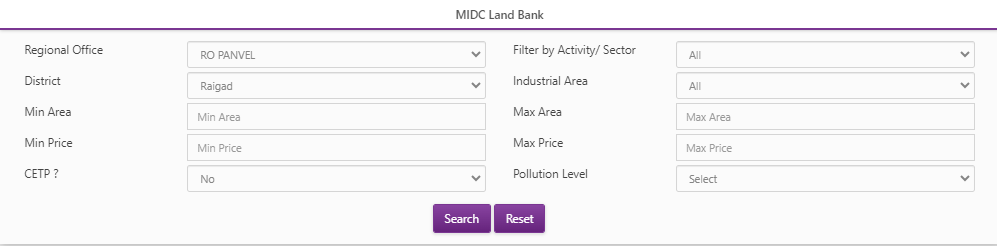 MIDC Land Bank
Regional Office RO PANVEL Filter by Activity/ Sector All
District Raigad Industrial Area All
Min Area Min Area Max Area Max Area
Min Price Min Price Max Price Max Price
CETP ? No Pollution Level Select
Search Reset